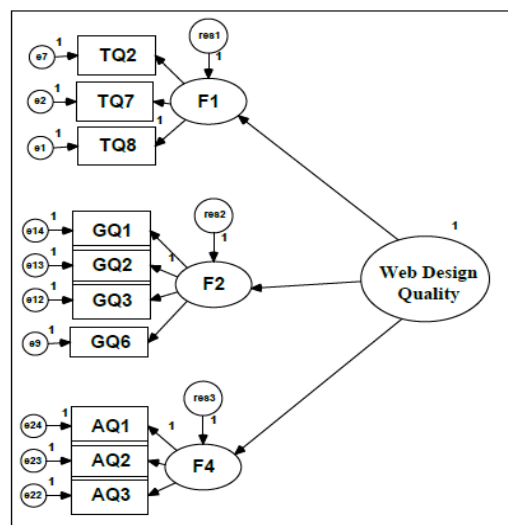 res1
1
e7
1
TQ2
e2
1
TQ7
F1
1
e1
1
TQ8
res2
1
e14
1
GQ1
e13
1
GQ2
1
F2
e12
1
GQ3
e9
1
GQ6
1
Web Design
Quality
res3
1
e24
1
AQ1
1
e23
1
AQ2
F4
e22
1
AQ3